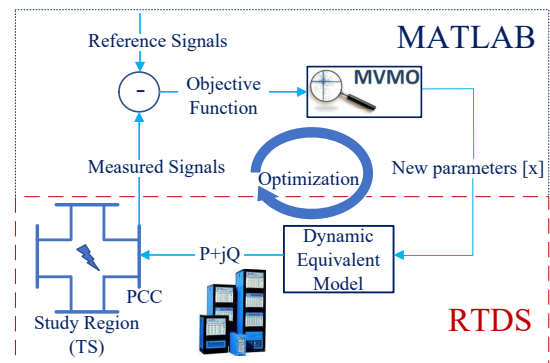 MATLAB
Reference Signals
-
Objective
Function
MVMO
Measured Signals
Optimization
New parameters [x]
P+jQ
Dynamic
Equivalent
Model
PCC
Study Region
(TS)
RTDS